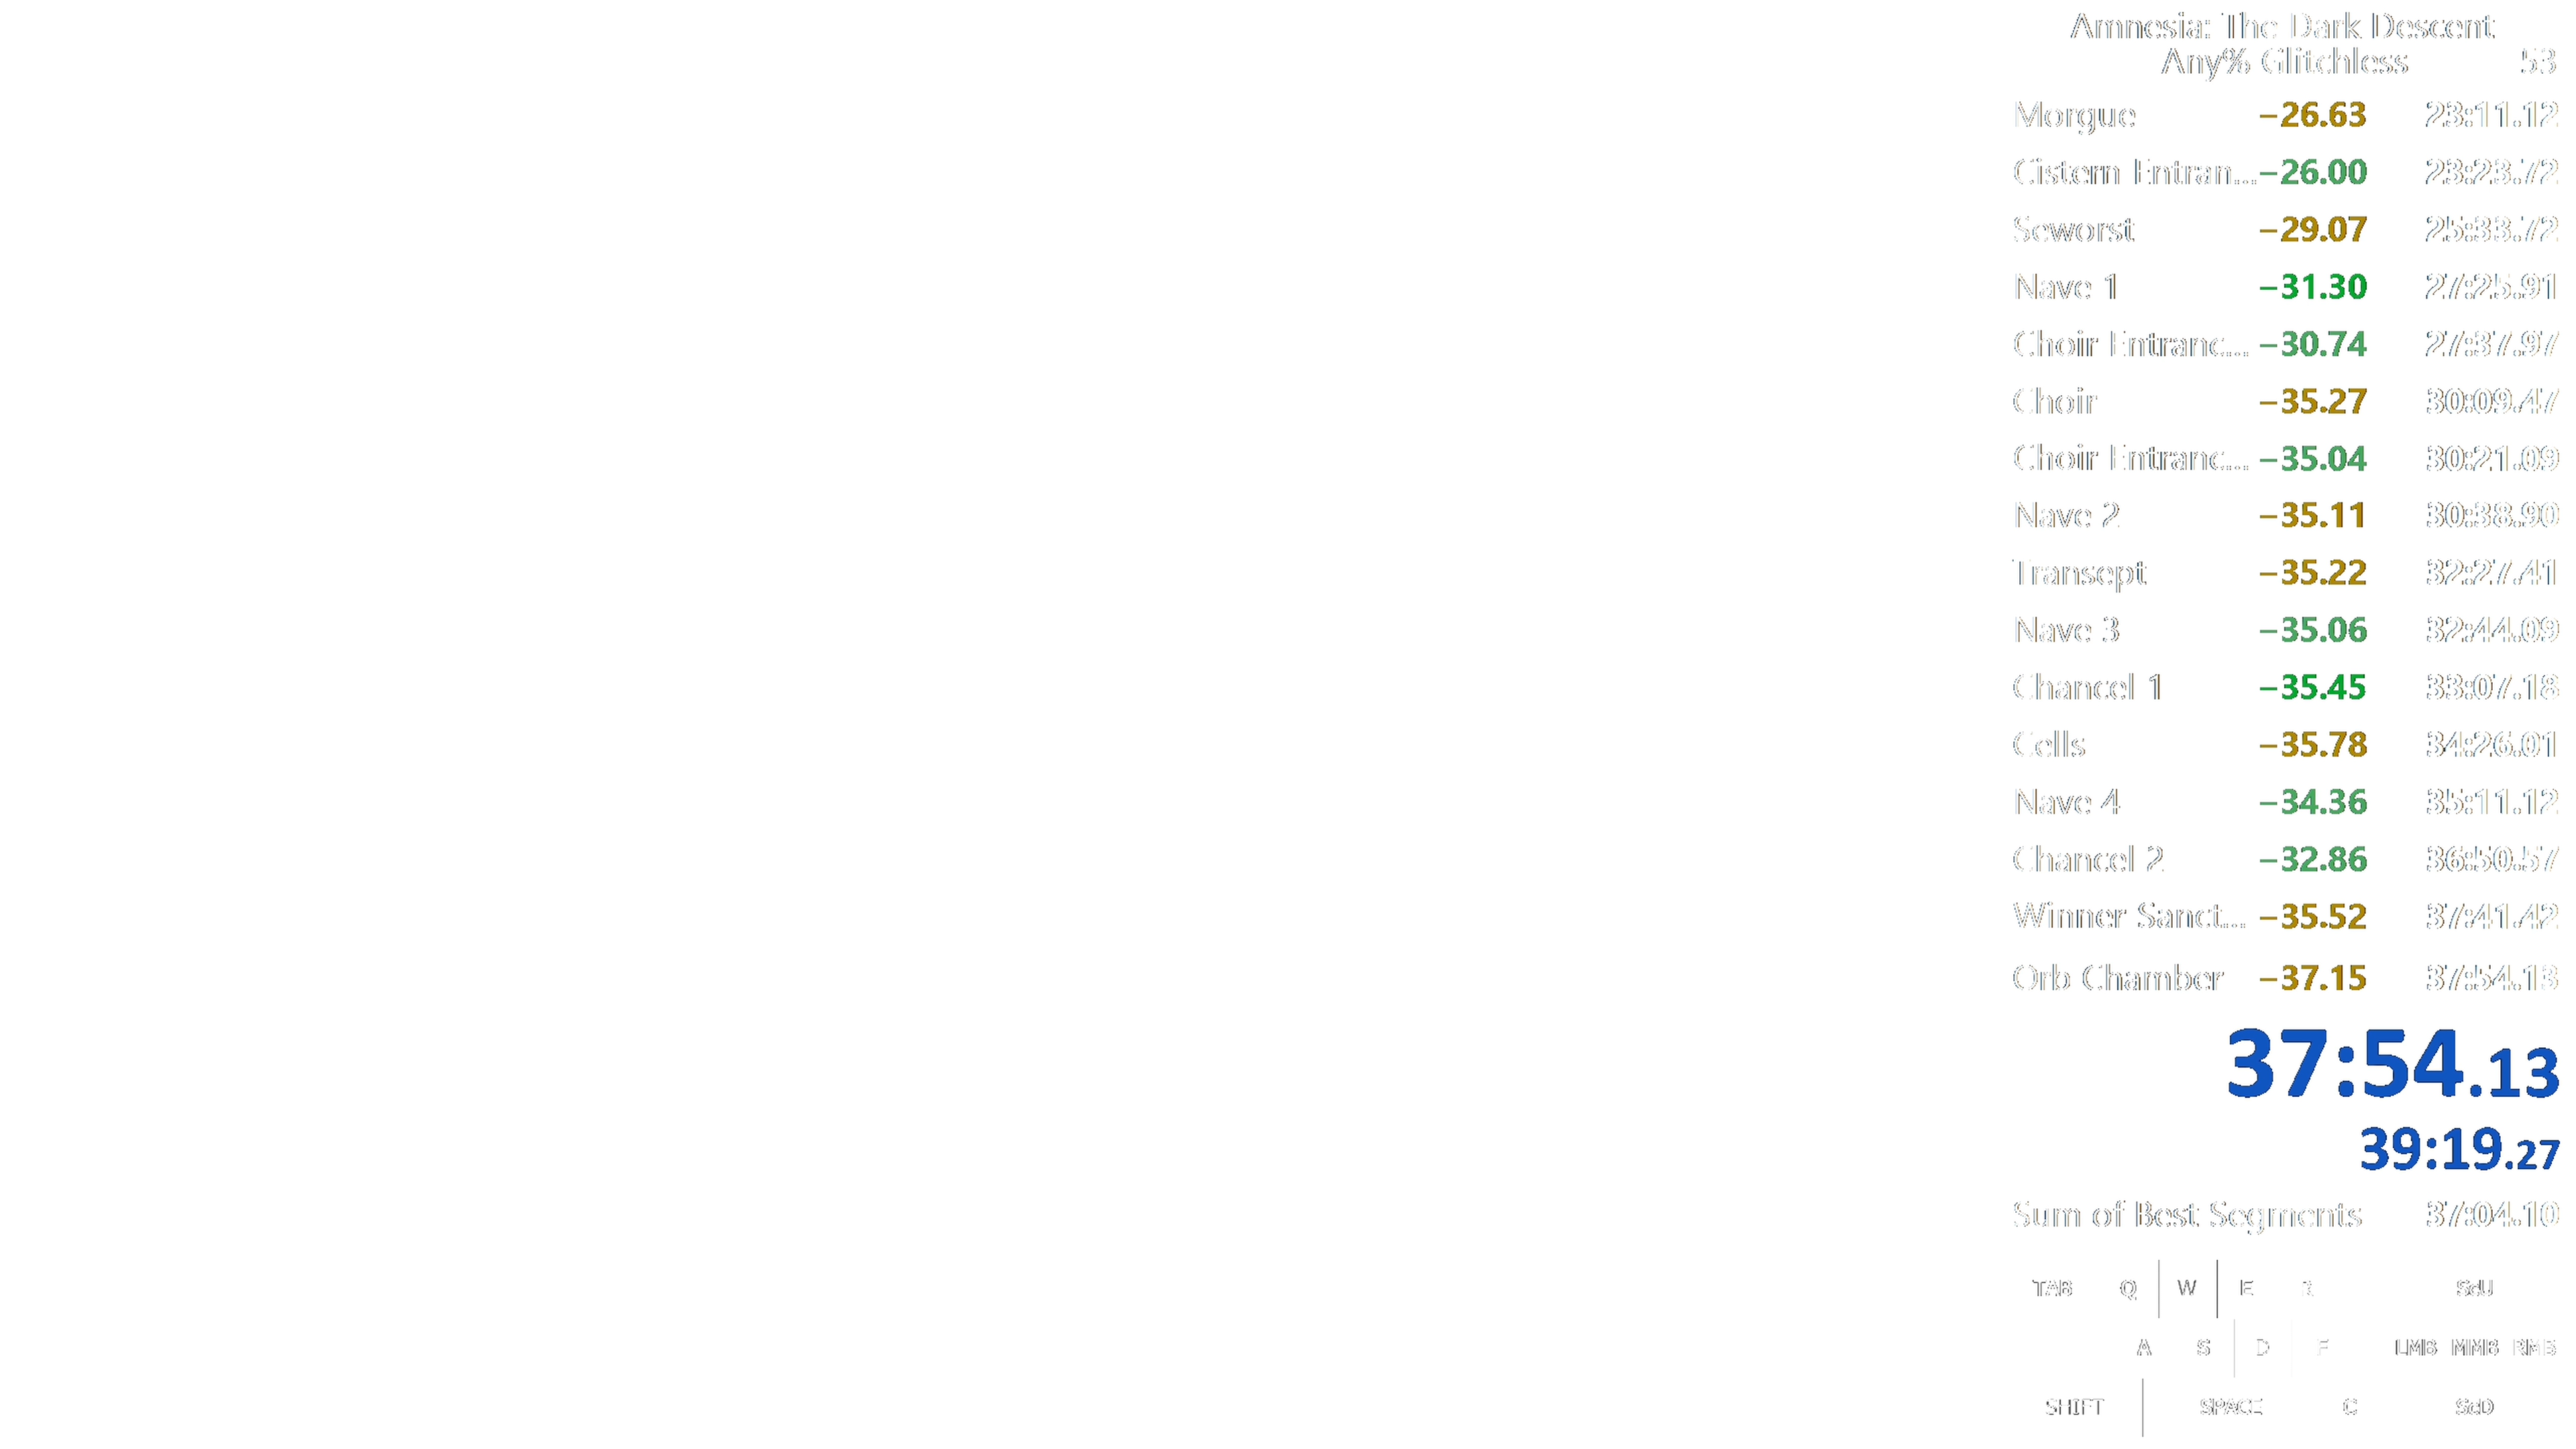 Amnesia: The Dark Descent
Any% Glitchless 53
Morgue −26.63 23:11.12
Cistern Entran... −26.00 23:23.72
Seworst −29.07 25:33.72
Nave 1 −31.30 27:25.91
Choir Entranc... −30.74 27:37.97
Choir −35.27 30:09.47
Choir Entranc... −35.04 30:21.09
Nave 2 −35.11 30:38.90
Transept −35.22 32:27.41
Nave 3 −35.06 32:44.09
Chancel 1 −35.45 33:07.18
Cells −35.78 34:26.01
Nave 4 −34.36 35:11.12
Chancel 2 −32.86 36:50.57
Winner Sanct... −35.52 37:41.42
Orb Chamber −37.15 37:54.13
37:54.13
39:19.27
Sum of Best Segments 37:04.10
TAB Q W E R ScU
A S D F LMB MMB RMB
SHIFT SPACE C ScD